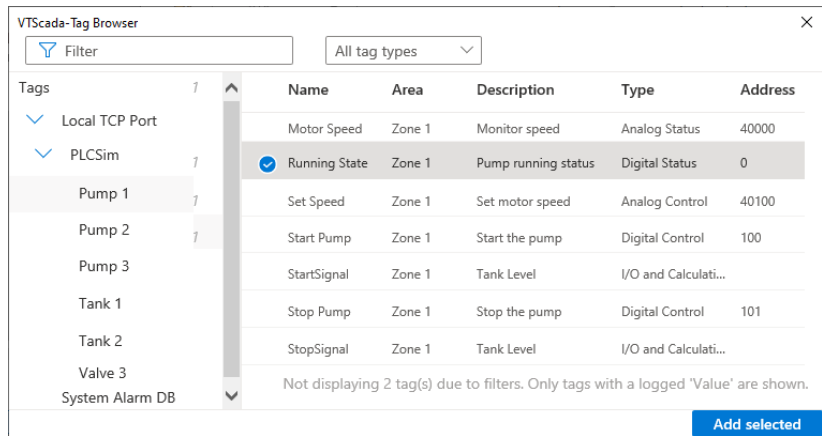 VTScada-Tag Browser
Filter
All tag types
Tags 1
Local TCP Port
PLCSim 1
Pump 1 1
Pump 2 1
Pump 3
Tank 1
Tank 2
Valve 3
System Alarm DB
Name Area Description Type Address
Motor Speed Zone 1 Monitor speed Analog Status 40000
Running State Zone 1 Pump running status Digital Status 0
Set Speed Zone 1 Set motor speed Analog Control 40100
Start Pump Zone 1 Start the pump Digital Control 100
StartSignal Zone 1 Tank Level I/O and Calculati...
Stop Pump Zone 1 Stop the pump Digital Control 101
StopSignal Zone 1 Tank Level I/O and Calculati...
Not displaying 2 tag(s) due to filters. Only tags with a logged 'Value' are shown.
Add selected